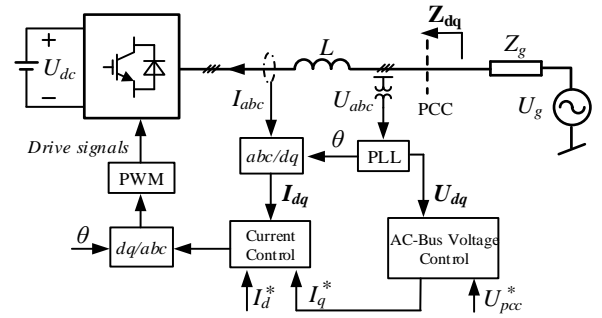 +
U_dc
−
L
Z_dq
Z_g
I_abc
U_abc
PCC
U_g
Drive signals
θ
abc/dq
PLL
PWM
I_dq
U_dq
θ
dq/abc
Current
Control
AC-Bus Voltage
Control
I_d^*
I_q^*
U_pcc^*